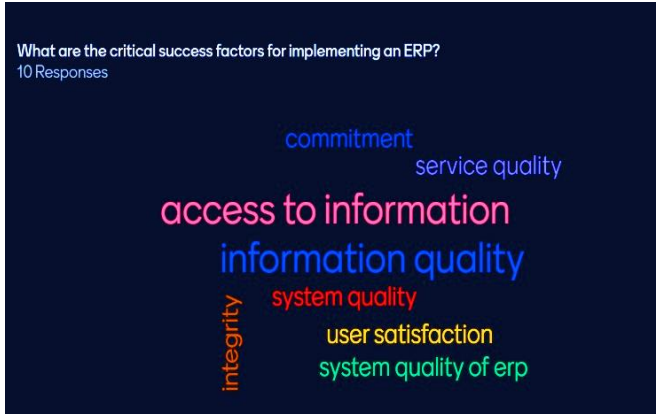 What are the critical success factors for implementing an ERP?
10 Responses
commitment
service quality
access to information
information quality
system quality
integrity
user satisfaction
system quality of erp